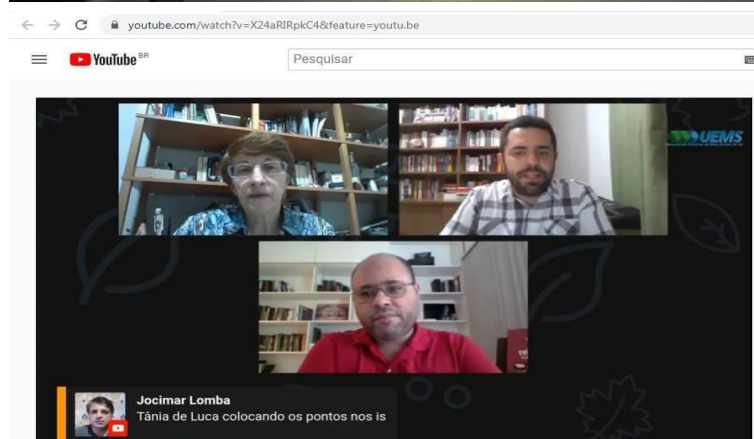 youtube.com/watch?v=X24aRIRpkC4&feature=youtu.be
YouTube BR
Pesquisar
UEMS
Jocimar Lomba
Tânia de Luca colocando os pontos nos is